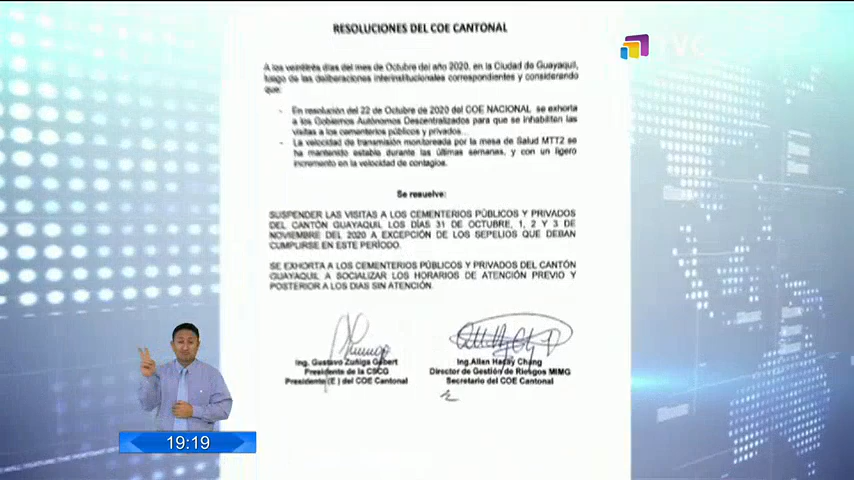 RESOLUCIONES DEL COE CANTONAL
TVC
A los veintitrés días del mes de Octubre del año 2020, en la Ciudad de Guayaquil,
luego de las deliberaciones interinstitucionales correspondientes y considerando
que:
- En resolución del 22 de Octubre de 2020 del COE NACIONAL se exhorta
a los Gobiernos Autónomos Descentralizados para que se inhabiliten las
visitas a los cementerios públicos y privados...
- La velocidad de transmisión monitoreada por la mesa de Salud MTT2 se
ha mantenido estable durante las últimas semanas, y con un ligero
incremento en la velocidad de contagios.
Se resuelve:
SUSPENDER LAS VISITAS A LOS CEMENTERIOS PÚBLICOS Y PRIVADOS
DEL CANTÓN GUAYAQUIL LOS DÍAS 31 DE OCTUBRE, 1, 2 Y 3 DE
NOVIEMBRE DEL 2020 A EXCEPCIÓN DE LOS SEPELIOS QUE DEBAN
CUMPLIRSE EN ESTE PERÍODO.
SE EXHORTA A LOS CEMENTERIOS PÚBLICOS Y PRIVADOS DEL CANTÓN
GUAYAQUIL A SOCIALIZAR LOS HORARIOS DE ATENCIÓN PREVIO Y
POSTERIOR A LOS DIAS SIN ATENCIÓN.
Ing. Gustavo Zuñiga Gebert
Presidente de la CSCG
Presidente (E ) del COE Cantonal
Ing. Allan Hacay Chang
Director de Gestión de Riesgos MIMG
Secretario del COE Cantonal
19:19